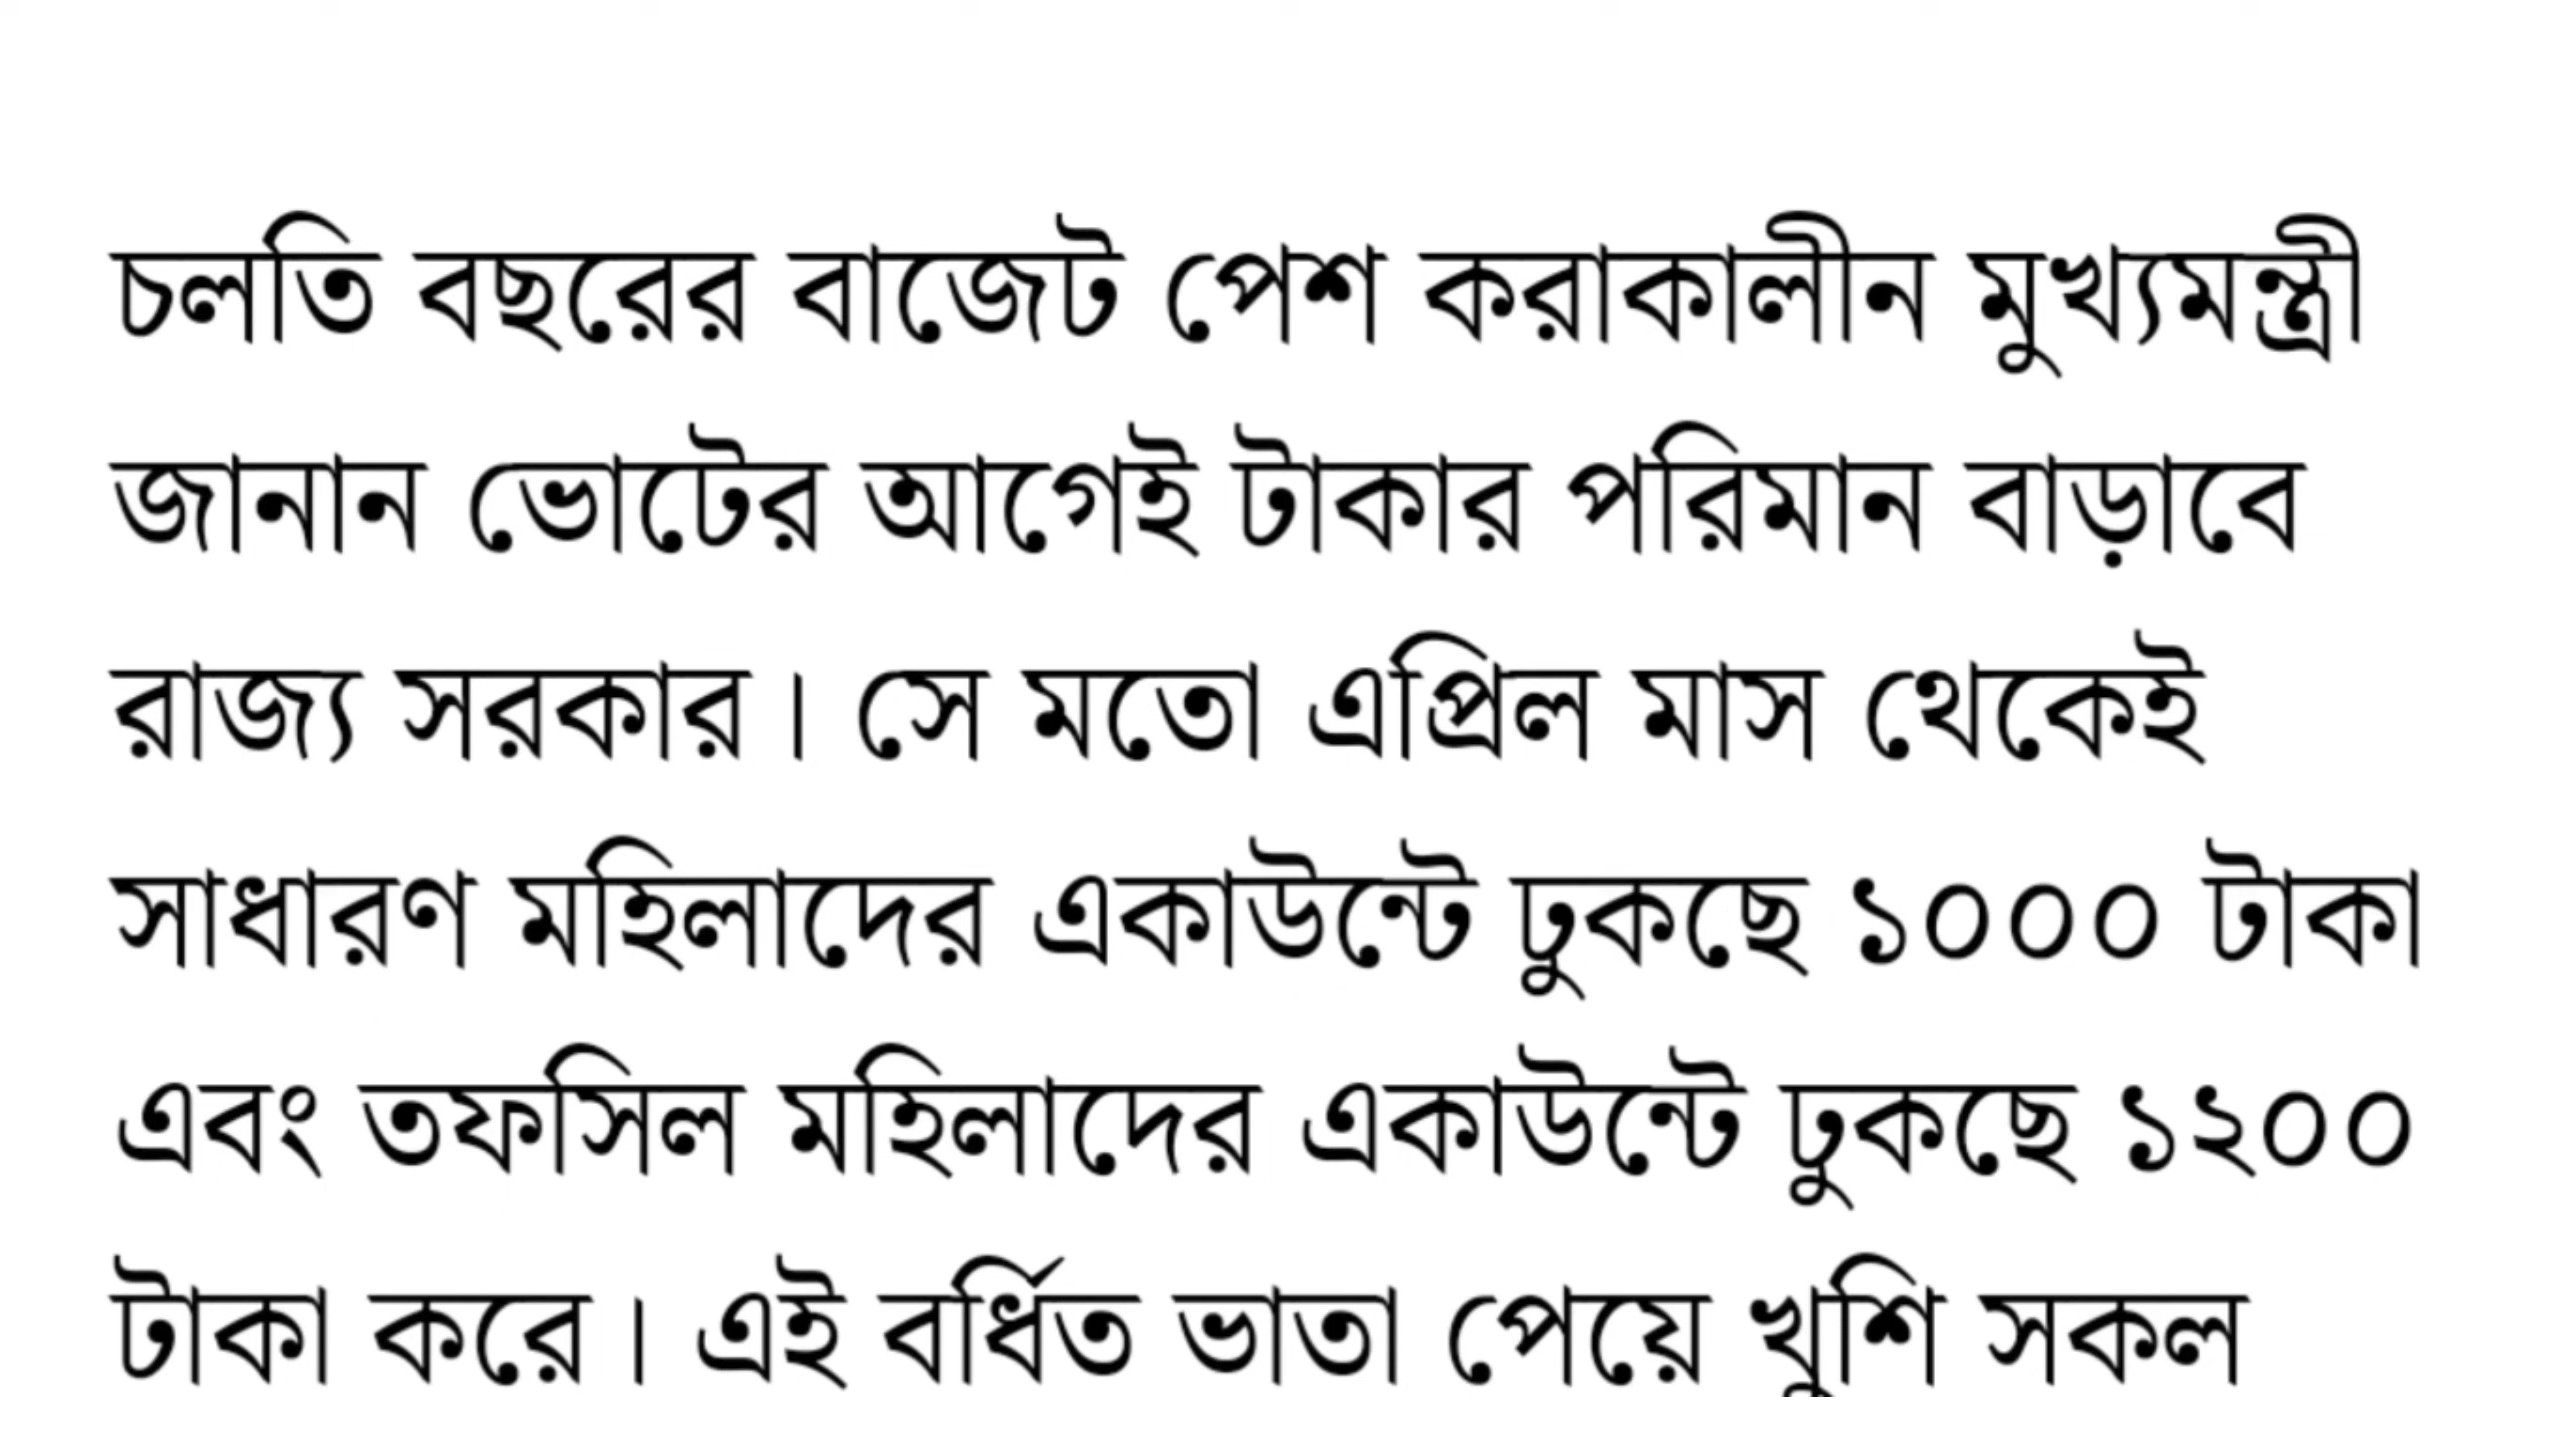 চলতি বছরের বাজেট পেশ করাকালীন মুখ্যমন্ত্রী
জানান ভোটের আগেই টাকার পরিমান বাড়াবে
রাজ্য সরকার। সে মতো এপ্রিল মাস থেকেই
সাধারণ মহিলাদের একাউন্টে ঢুকছে ১০০০ টাকা
এবং তফসিল মহিলাদের একাউন্টে ঢুকছে ১২০০
টাকা করে। এই বর্ধিত ভাতা পেয়ে খুশি সকল